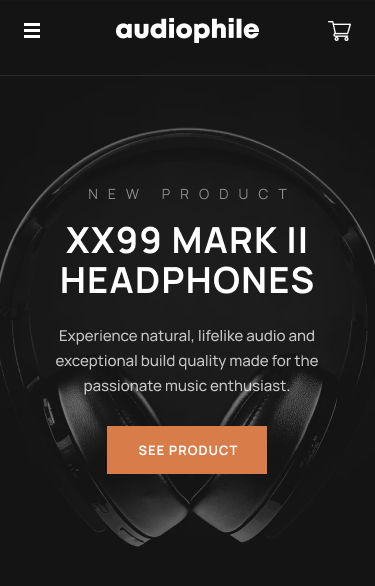 audiophile
NEW PRODUCT
XX99 MARK II
HEADPHONES
Experience natural, lifelike audio and
exceptional build quality made for the
passionate music enthusiast.
SEE PRODUCT